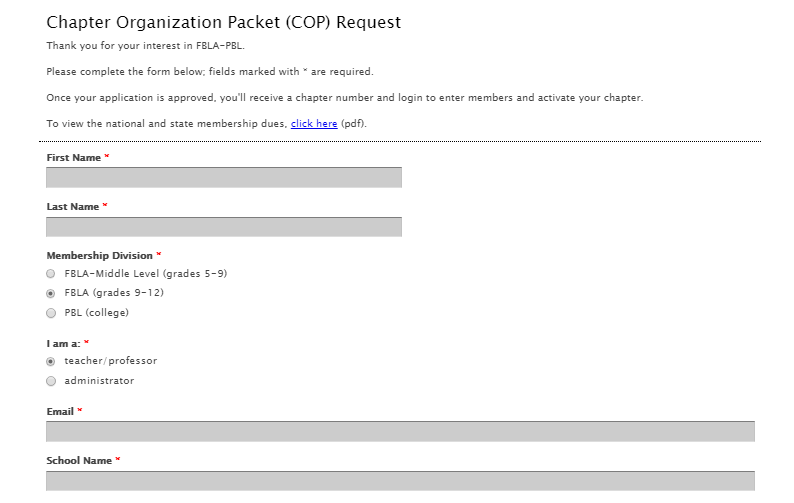 Chapter Organization Packet (COP) Request
Thank you for your interest in FBLA-PBL.
Please complete the form below; fields marked with * are required.
Once your application is approved, you'll receive a chapter number and login to enter members and activate your chapter.
To view the national and state membership dues, click here (pdf).
First Name *
Last Name *
Membership Division *
FBLA-Middle Level (grades 5-9)
FBLA (grades 9-12)
PBL (college)
I am a: *
teacher/professor
administrator
Email *
School Name *